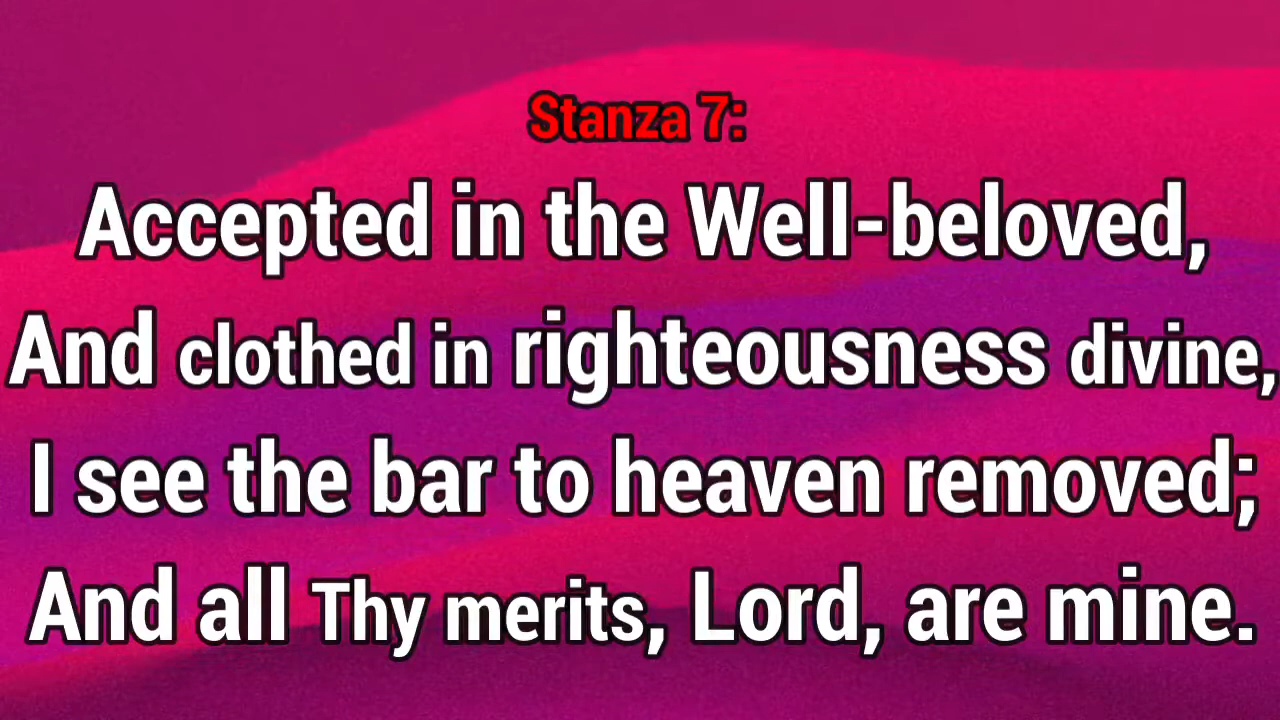 Stanza 7:
Accepted in the Well-beloved,
And clothed in righteousness divine,
I see the bar to heaven removed;
And all Thy merits, Lord, are mine.